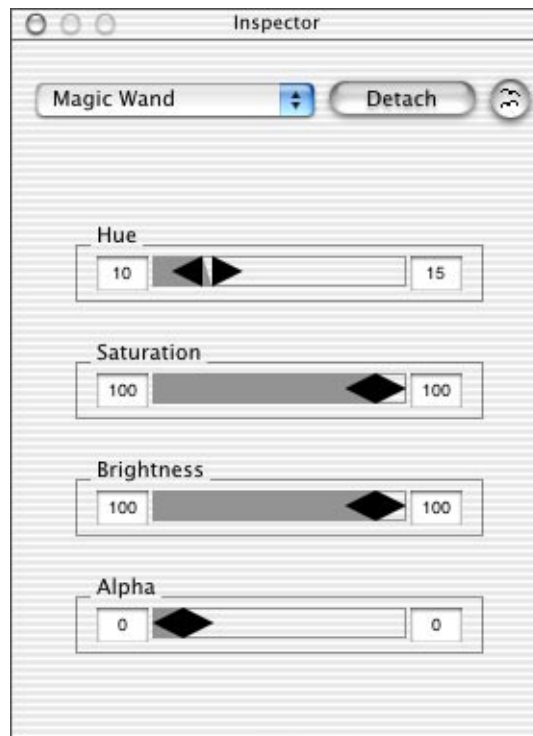 Inspector
Magic Wand Detach
Hue
10 15
Saturation
100 100
Brightness
100 100
Alpha
0 0